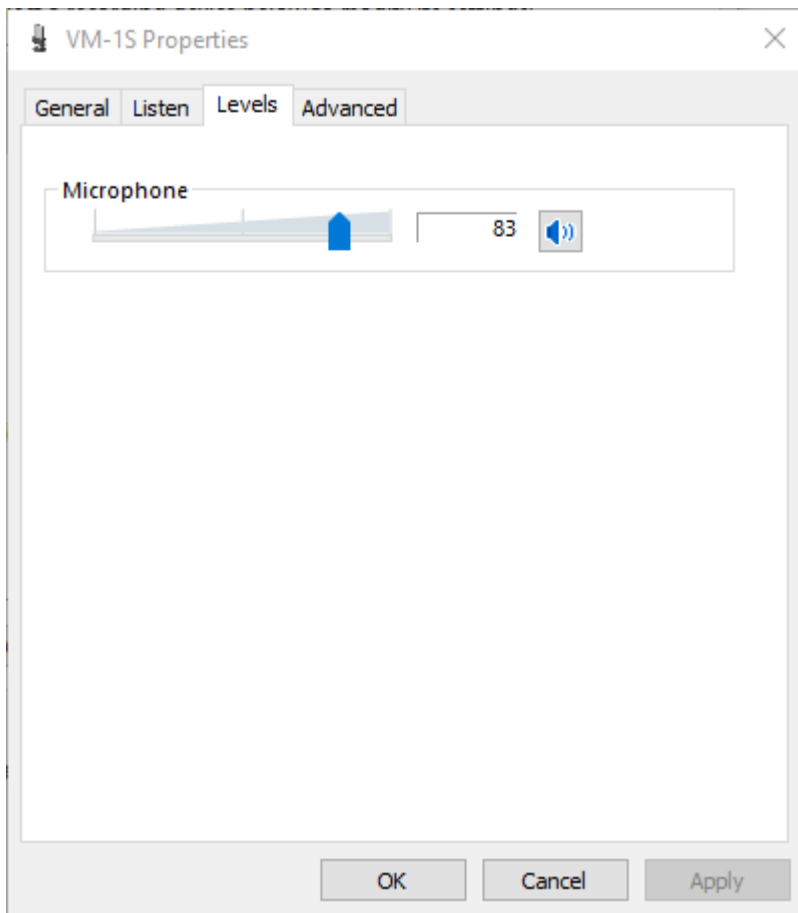 VM-1S Properties
General Listen Levels Advanced
Microphone
83
OK Cancel Apply